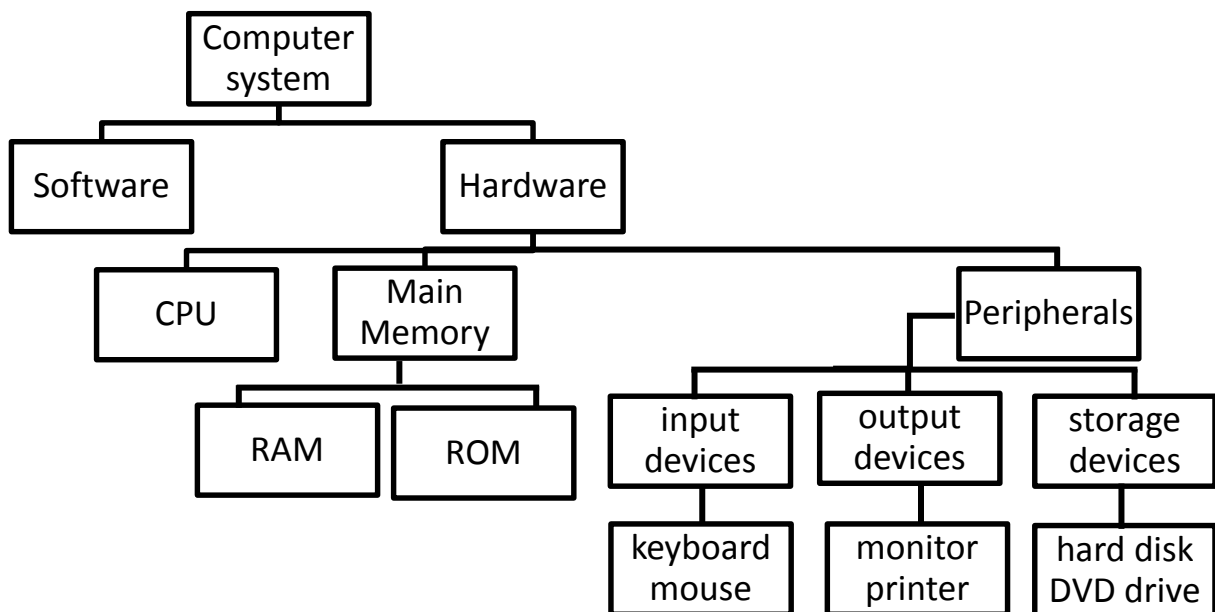 Computer
system
Software
Hardware
CPU
Main
Memory
Peripherals
RAM
ROM
input
devices
output
devices
storage
devices
keyboard
mouse
monitor
printer
hard disk
DVD drive